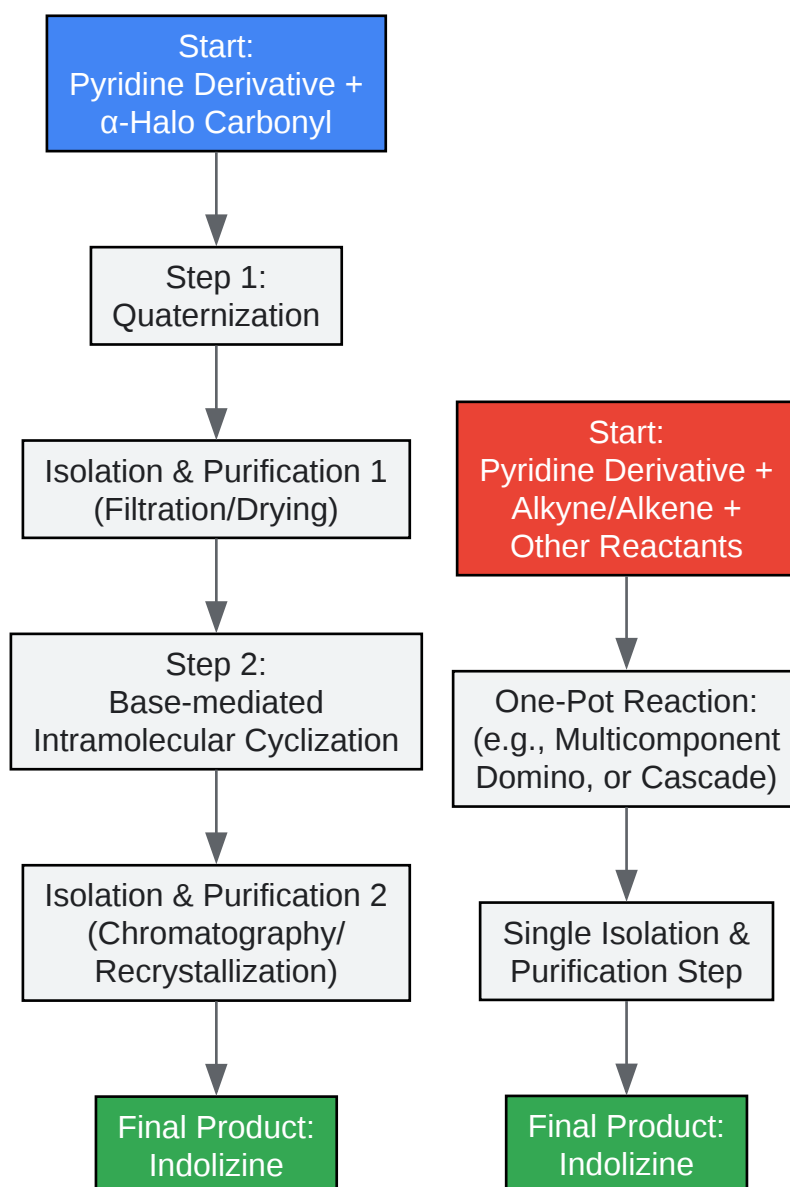 Start:
Pyridine Derivative +
α-Halo Carbonyl
Step 1:
Quaternization
Isolation & Purification 1
(Filtration/Drying)
Step 2:
Base-mediated
Intramolecular Cyclization
Isolation & Purification 2
(Chromatography/
Recrystallization)
Final Product:
Indolizine
Start:
Pyridine Derivative +
Alkyne/Alkene +
Other Reactants
One-Pot Reaction:
(e.g., Multicomponent
Domino, or Cascade)
Single Isolation &
Purification Step
Final Product:
Indolizine